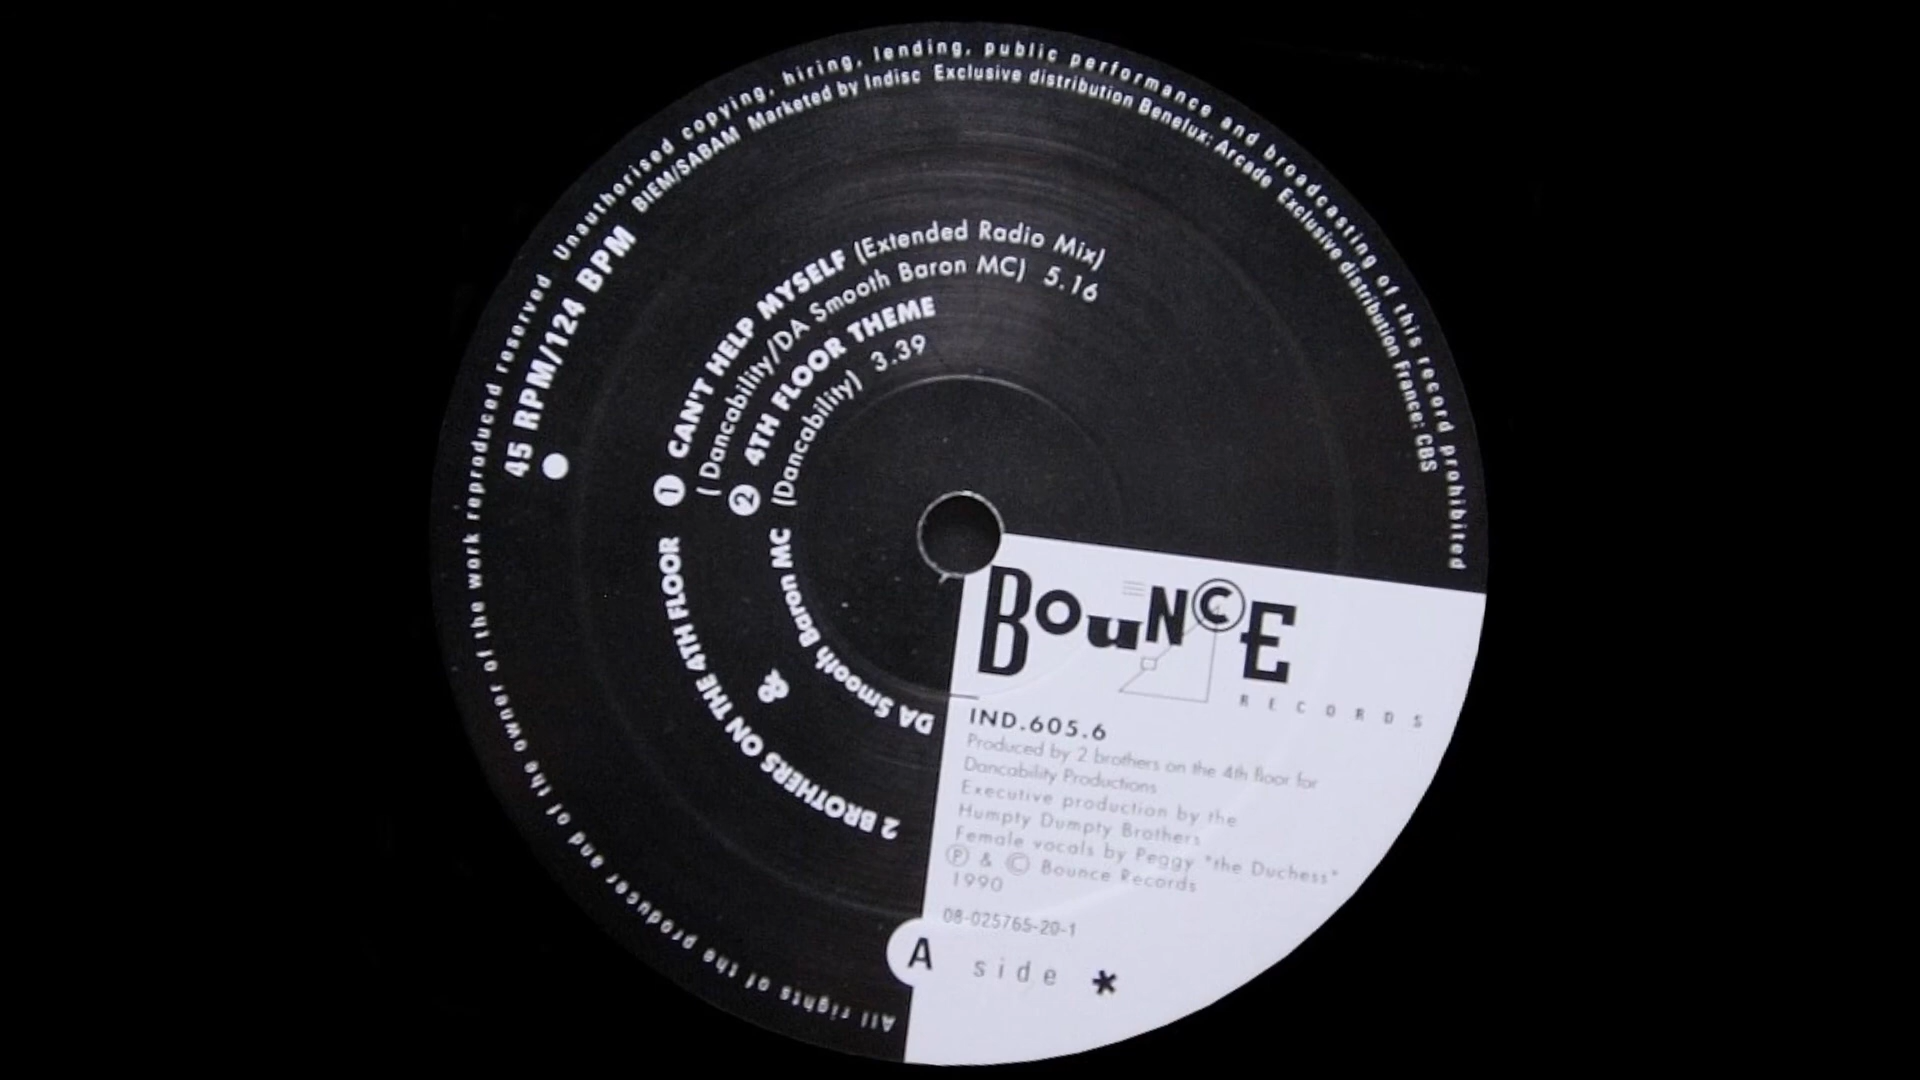 All rights of the producer and of the owner of the work reproduced reserved Unauthorised copying, hiring, lending, public performance and broadcasting of this record prohibited
45 RPM/124 BPM BIEM/SABAM Marketed by Indisc Exclusive distribution Benelux: Arcade Exclusive distribution France: CBS
2 BROTHERS ON THE 4TH FLOOR
&
DA Smooth Baron MC
1 CAN'T HELP MYSELF (Extended Radio Mix)
(Dancability/DA Smooth Baron MC) 5.16
2 4TH FLOOR THEME
(Dancability) 3.39
BouNCE
RECORDS
IND.605.6
Produced by 2 brothers on the 4th floor for
Dancability Productions
Executive production by the
Humpty Dumpty Brothers
Female vocals by Peggy "the Duchess"
Ⓟ & © Bounce Records
1990
08-025765-20-1
A side *